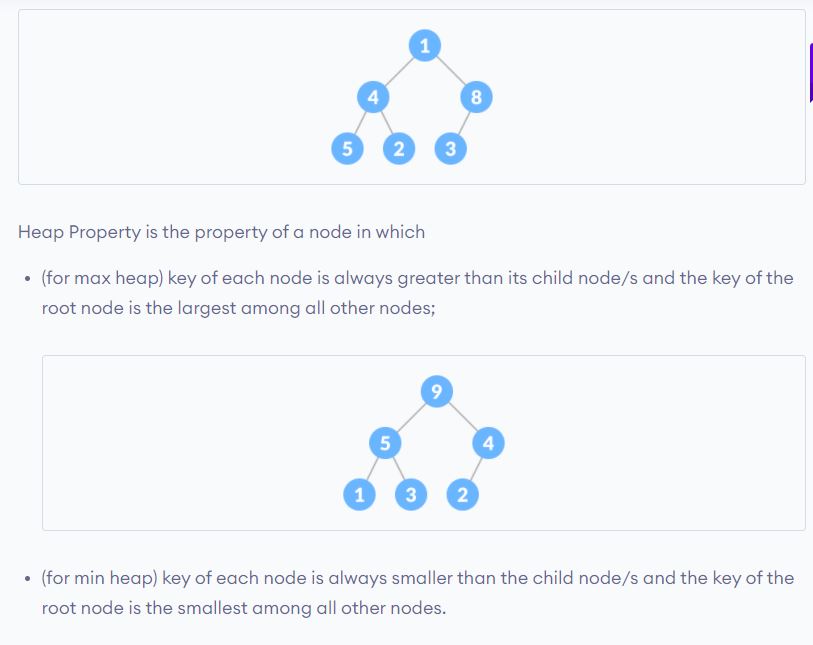 1
4 8
5 2 3
Heap Property is the property of a node in which
• (for max heap) key of each node is always greater than its child node/s and the key of the
root node is the largest among all other nodes;
9
5 4
1 3 2
• (for min heap) key of each node is always smaller than the child node/s and the key of the
root node is the smallest among all other nodes.